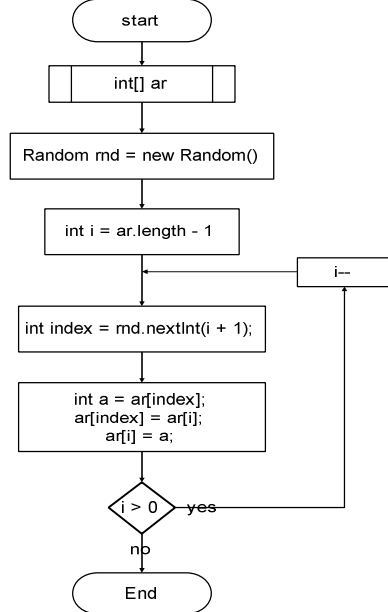 start
int[] ar
Random rnd = new Random()
int i = ar.length - 1
i--
int index = rnd.nextInt(i + 1);
int a = ar[index];
ar[index] = ar[i];
ar[i] = a;
i > 0
yes
no
End